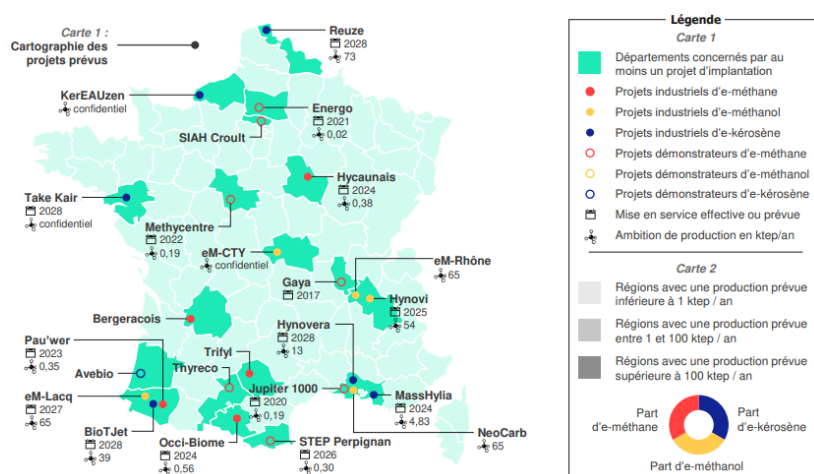 Carte 1 :
Cartographie des
projets prévus
Reuze
2028
73
KerEAUzen
confidentiel
Energo
2021
0,02
SIAH Croult
Hycaunais
2024
0,38
Take Kair
2028
confidentiel
Methycentre
2022
0,19
eM-CTY
confidentiel
eM-Rhône
65
Gaya
2017
Hynovi
2025
54
Bergeracois
Hynovera
2028
13
Pau'wer
2023
0,35
Trifyl
Thyreco
Avebio
Jupiter 1000
2020
0,19
MassHylia
2024
4,83
eM-Lacq
2027
65
BioTJet
2028
39
Occi-Biome
2024
0,56
STEP Perpignan
2026
0,30
NeoCarb
65
Légende
Carte 1
Départements concernés par au
moins un projet d'implantation
Projets industriels d'e-méthane
Projets industriels d'e-méthanol
Projets industriels d'e-kérosène
Projets démonstrateurs d'e-méthane
Projets démonstrateurs d'e-méthanol
Projets démonstrateurs d'e-kérosène
Mise en service effective ou prévue
Ambition de production en ktep/an
Carte 2
Régions avec une production prévue
inférieure à 1 ktep / an
Régions avec une production prévue
entre 1 et 100 ktep / an
Régions avec une production prévue
supérieure à 100 ktep / an
Part
d'e-méthane
Part
d'e-kérosène
Part d'e-méthanol